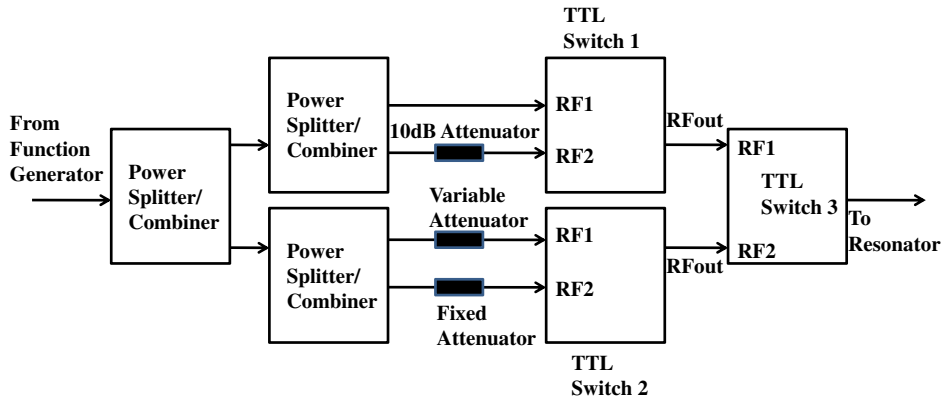 TTL
Switch 1
From
Function
Generator
Power
Splitter/
Combiner
Power
Splitter/
Combiner
10dB Attenuator
RF1
RF2
RFout
RF1
TTL
Switch 3
RF2
To
Resonator
Power
Splitter/
Combiner
Variable
Attenuator
Fixed
Attenuator
RF1
RF2
RFout
TTL
Switch 2